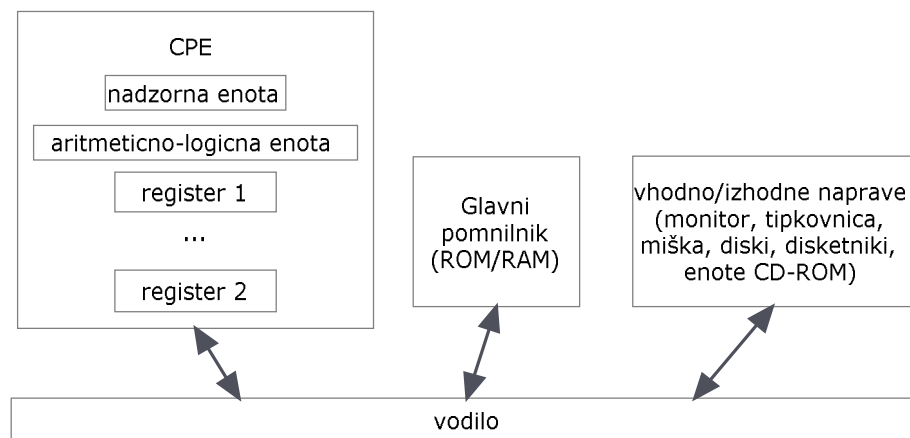 CPE
nadzorna enota
aritmeticno-logicna enota
register 1
...
register 2
Glavni
pomnilnik
(ROM/RAM)
vhodno/izhodne naprave
(monitor, tipkovnica,
miška, diski, disketniki,
enote CD-ROM)
vodilo